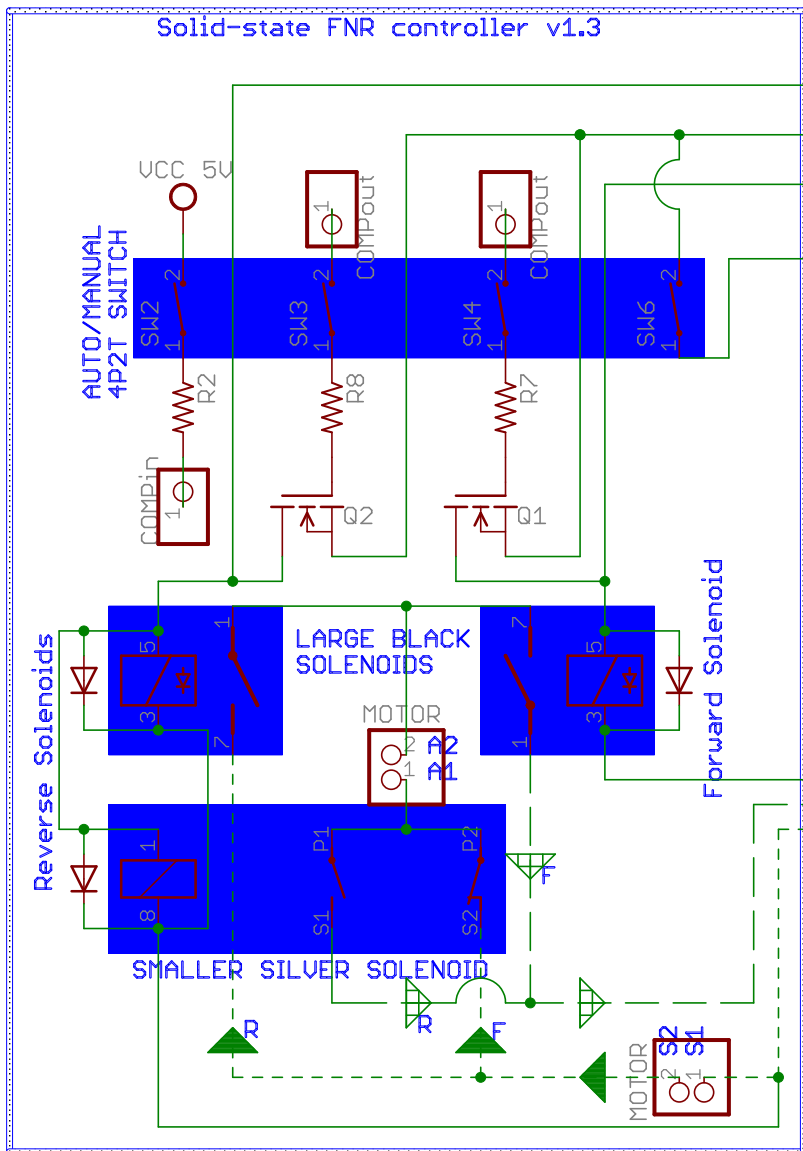 Solid-state FNR controller v1.3
VCC 5V
1
COMPout
1
COMPout
AUTO/MANUAL
4P2T SWITCH
2
SW2
1
2
SW3
1
2
SW4
1
2
SW6
1
R2
R8
R7
COMPin
1
Q2
Q1
Reverse Solenoids
5
3
1
7
LARGE BLACK
SOLENOIDS
7
1
5
3
Forward Solenoid
MOTOR
2 A2
1 A1
1
8
P1
S1
P2
S2
F
SMALLER SILVER SOLENOID
R
R
F
MOTOR
S2
S1
2
1